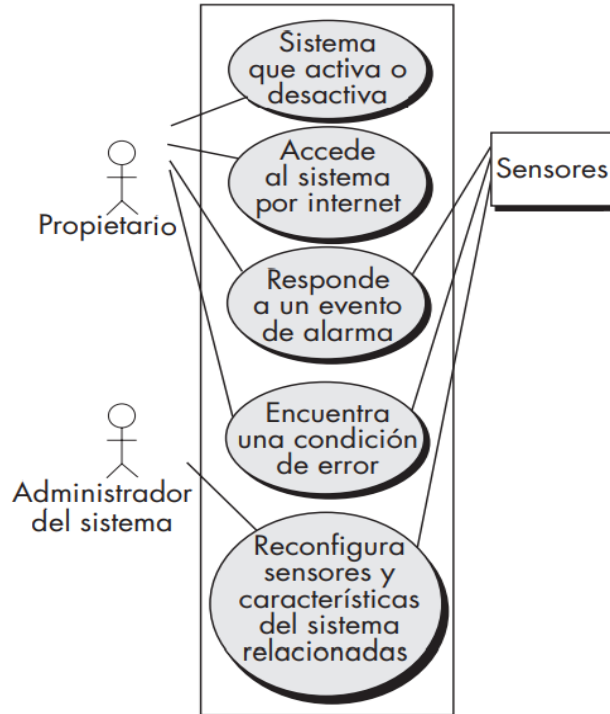 Sistema
que activa o
desactiva
Accede
al sistema
por internet
Sensores
Propietario
Responde
a un evento
de alarma
Encuentra
una condición
de error
Administrador
del sistema
Reconfigura
sensores y
características
del sistema
relacionadas